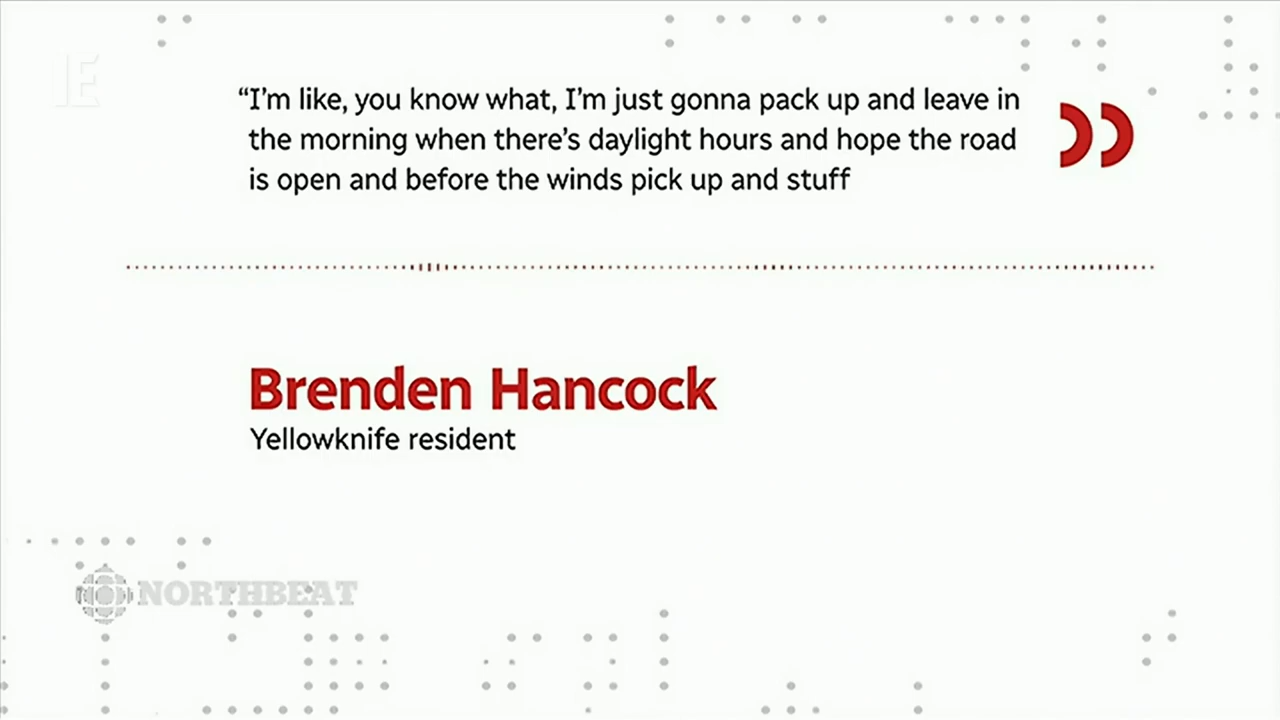 IE
“I’m like, you know what, I’m just gonna pack up and leave in
the morning when there’s daylight hours and hope the road
is open and before the winds pick up and stuff
Brenden Hancock
Yellowknife resident
NORTHBEAT